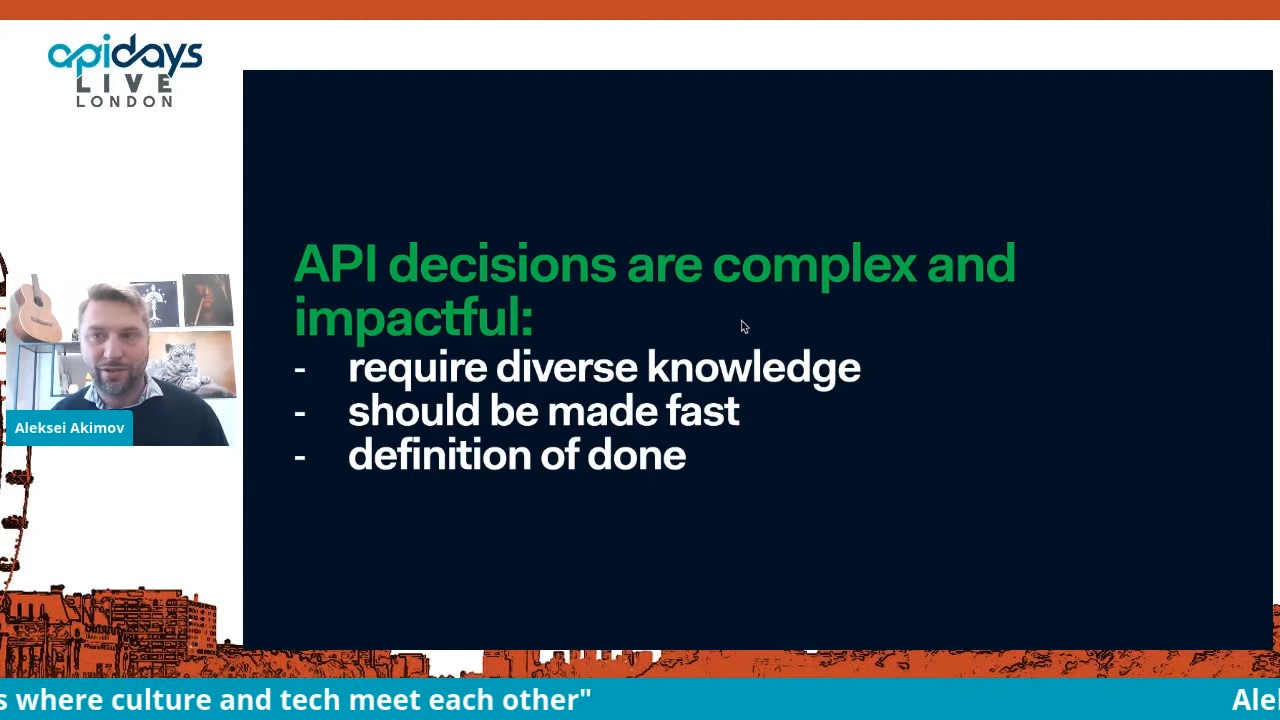 apidays
LIVE
LONDON
API decisions are complex and
impactful:
- require diverse knowledge
- should be made fast
- definition of done
Aleksei Akimov
s where culture and tech meet each other"
Ale